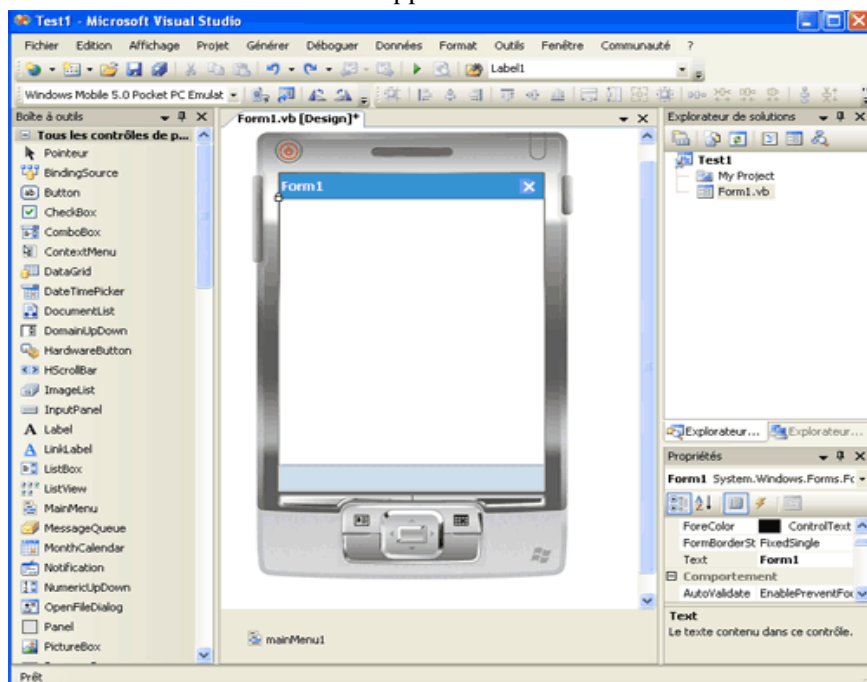 Test1 - Microsoft Visual Studio
Fichier Edition Affichage Projet Générer Déboguer Données Format Outils Fenêtre Communauté ?
Label1
Windows Mobile 5.0 Pocket PC Emulat
Boîte à outils
Tous les contrôles de p...
Pointeur
BindingSource
Button
CheckBox
ComboBox
ContextMenu
DataGrid
DateTimePicker
DocumentList
DomainUpDown
HardwareButton
HScrollBar
ImageList
InputPanel
Label
LinkLabel
ListBox
ListView
MainMenu
MessageQueue
MonthCalendar
Notification
NumericUpDown
OpenFileDialog
Panel
PictureBox
Form1.vb [Design]*
Form1
mainMenu1
Explorateur de solutions
Test1
My Project
Form1.vb
Explorateur... Explorateur...
Propriétés
Form1 System.Windows.Forms.Fc
ForeColor ControlText
FormBorderSt FixedSingle
Text Form1
Comportement
AutoValidate EnablePreventFoc
Text
Le texte contenu dans ce contrôle.
Prêt